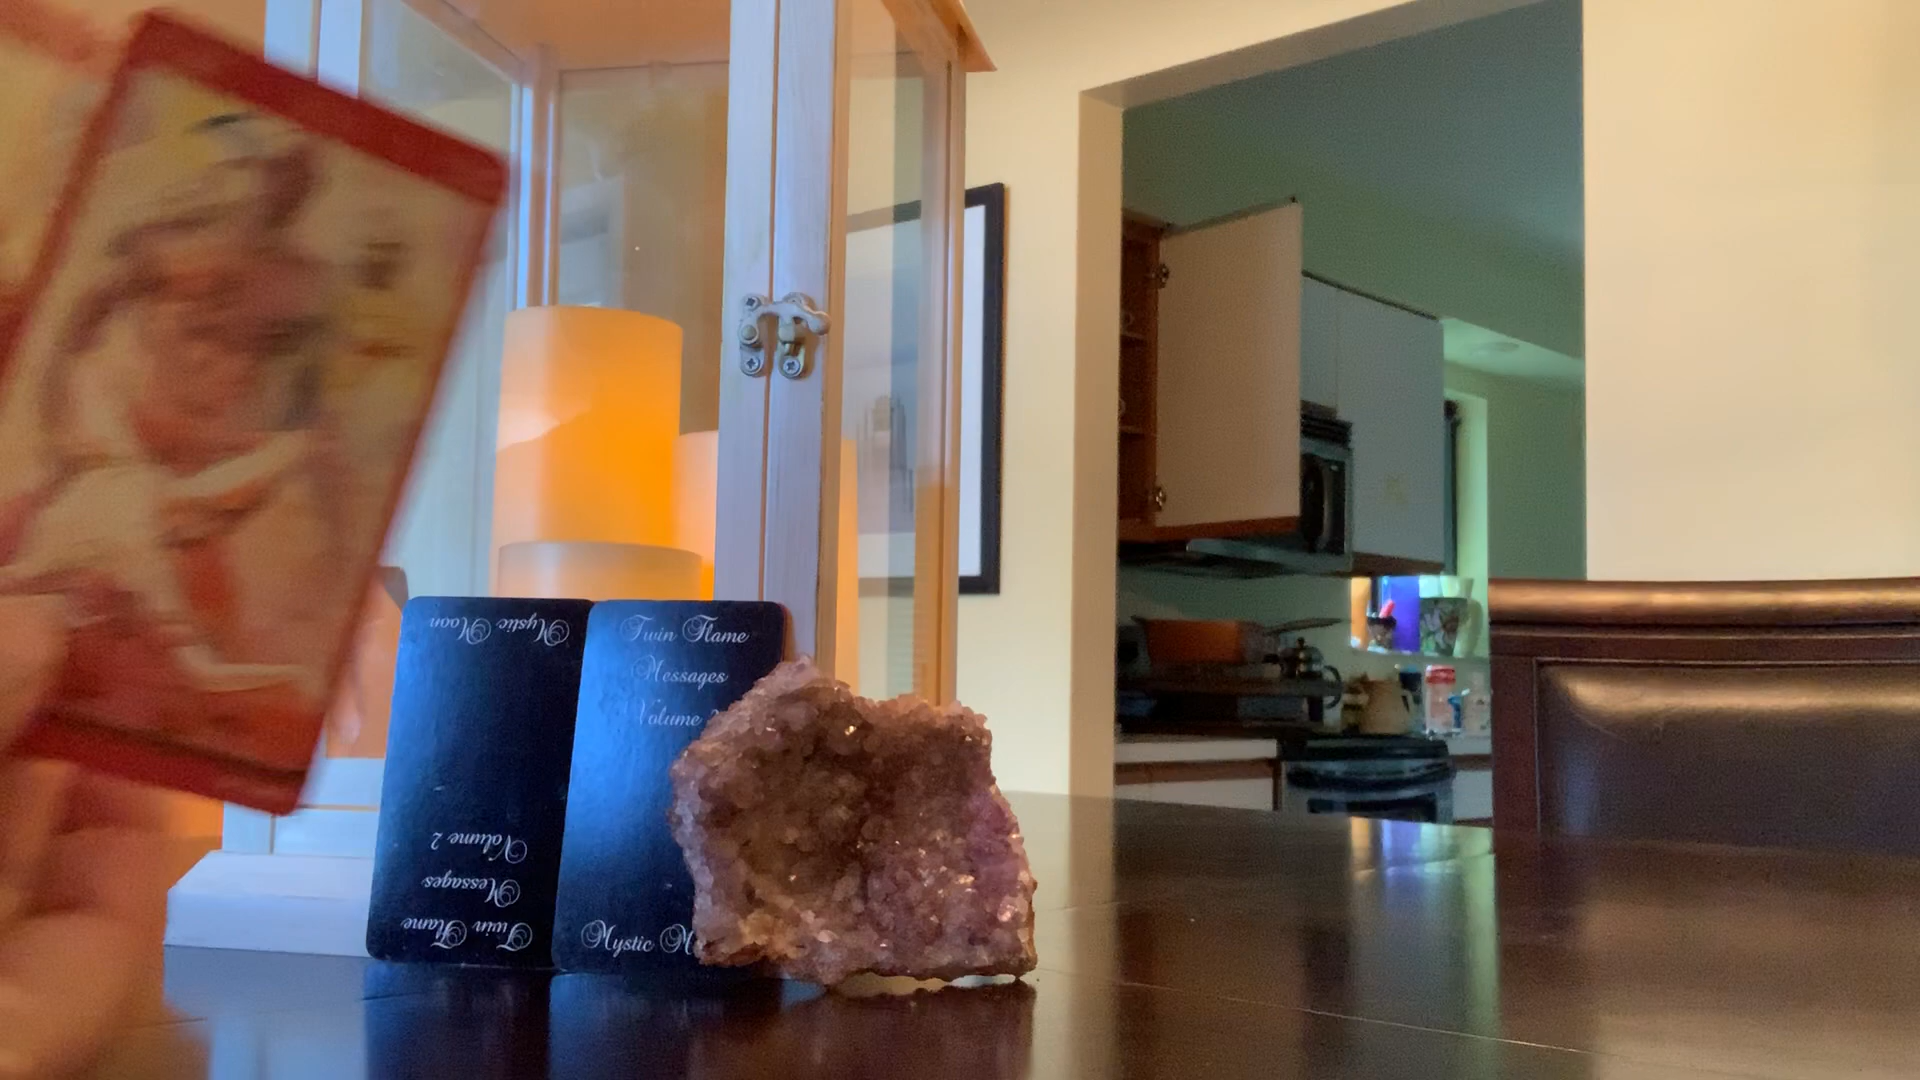 Mystic Moon
Volume 2
Messages
Twin Flame
Twin Flame
Messages
Volume
Mystic M